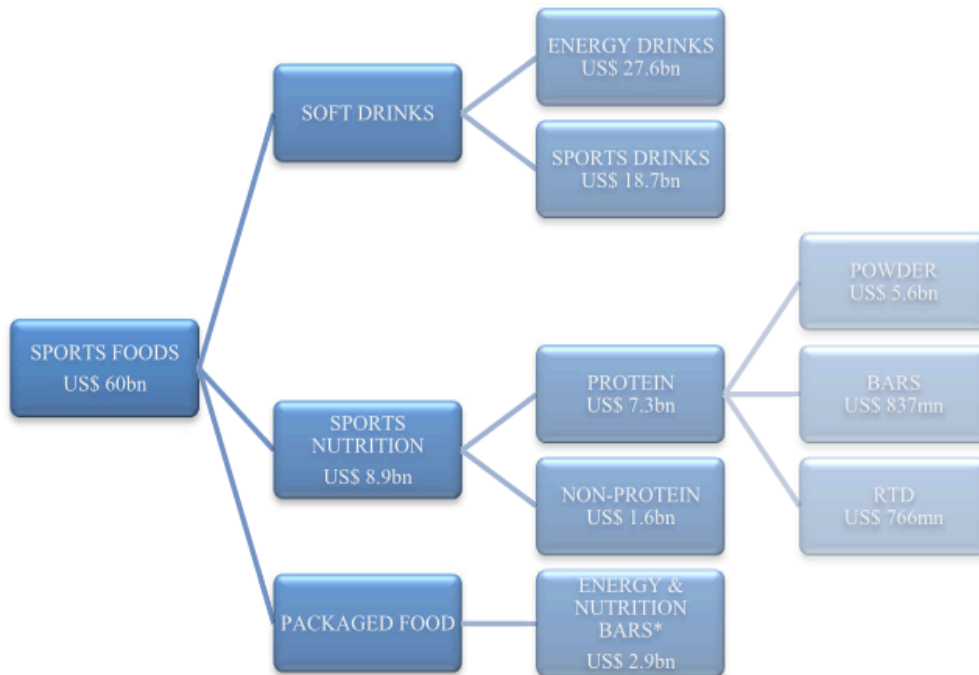 ENERGY DRINKS
US$ 27.6bn
SOFT DRINKS
SPORTS DRINKS
US$ 18.7bn
POWDER
US$ 5.6bn
SPORTS FOODS
US$ 60bn
PROTEIN
US$ 7.3bn
BARS
US$ 837mn
SPORTS
NUTRITION
US$ 8.9bn
NON-PROTEIN
US$ 1.6bn
RTD
US$ 766mn
PACKAGED FOOD
ENERGY &
NUTRITION
BARS*
US$ 2.9bn